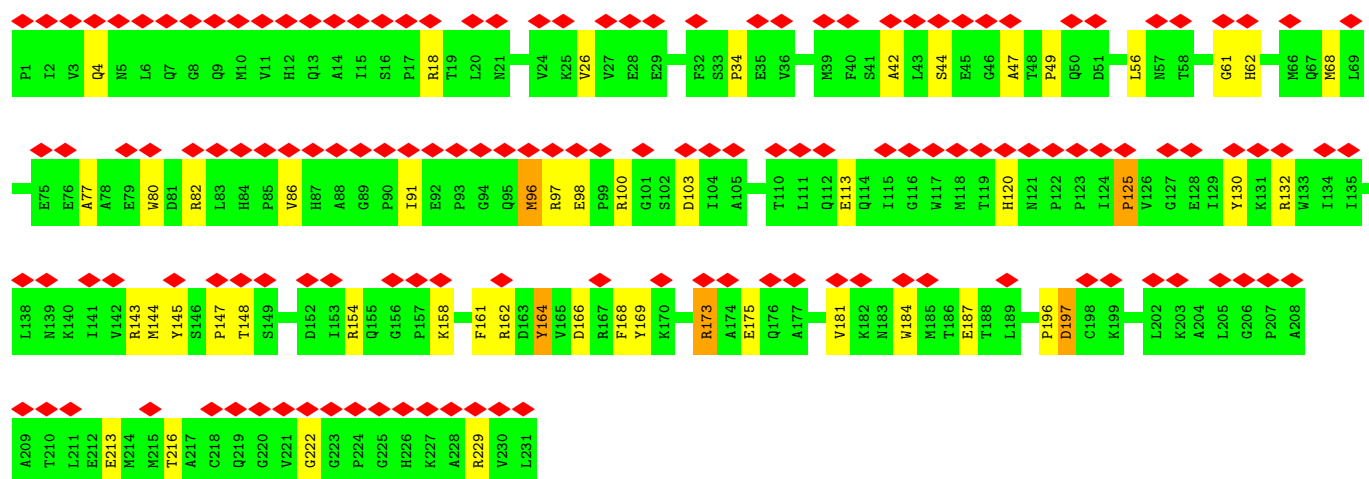 P1 I2 V3 Q4 N5 L6 Q7 G8 Q9 M10 V11 H12 Q13 A14 I15 S16 P17 R18 T19 L20 N21 V24 K25 V26 V27 E28 E29 F32 S33 P34 E35 V36 M39 F40 S41 A42 L43 S44 E45 G46 A47 T48 P49 Q50 D51 L56 N57 T58 G61 H62 M66 Q67 M68 L69
E75 E76 A77 A78 E79 W80 D81 R82 L83 H84 P85 V86 H87 A88 G89 P90 I91 E92 P93 G94 Q95 M96 R97 E98 P99 R100 G101 S102 D103 I104 A105 T110 L111 Q112 E113 Q114 I115 G116 W117 M118 T119 H120 N121 P122 P123 I124 P125 V126 G127 E128 I129 Y130 K131 R132 W133 I134 I135
L138 N139 K140 I141 V142 R143 M144 Y145 S146 P147 T148 S149 D152 I153 R154 Q155 G156 P157 K158 F161 R162 D163 Y164 V165 D166 R167 F168 Y169 K170 R173 A174 E175 Q176 A177 V181 K182 N183 W184 M185 T186 E187 T188 L189 P196 D197 C198 K199 L202 K203 A204 L205 G206 P207 A208
A209 T210 L211 E212 E213 M214 M215 T216 A217 C218 Q219 G220 V221 G222 G223 P224 G225 H226 K227 A228 R229 V230 L231